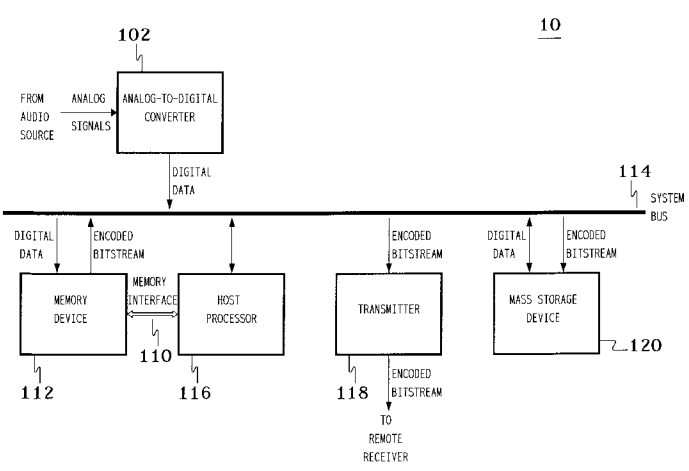 10
102
FROM
AUDIO
SOURCE
ANALOG
SIGNALS
ANALOG-TO-DIGITAL
CONVERTER
DIGITAL
DATA
114
SYSTEM
BUS
DIGITAL
DATA
ENCODED
BITSTREAM
ENCODED
BITSTREAM
DIGITAL
DATA
ENCODED
BITSTREAM
MEMORY
DEVICE
MEMORY
INTERFACE
HOST
PROCESSOR
TRANSMITTER
MASS STORAGE
DEVICE
112
110
116
118
120
ENCODED
BITSTREAM
TO
REMOTE
RECEIVER